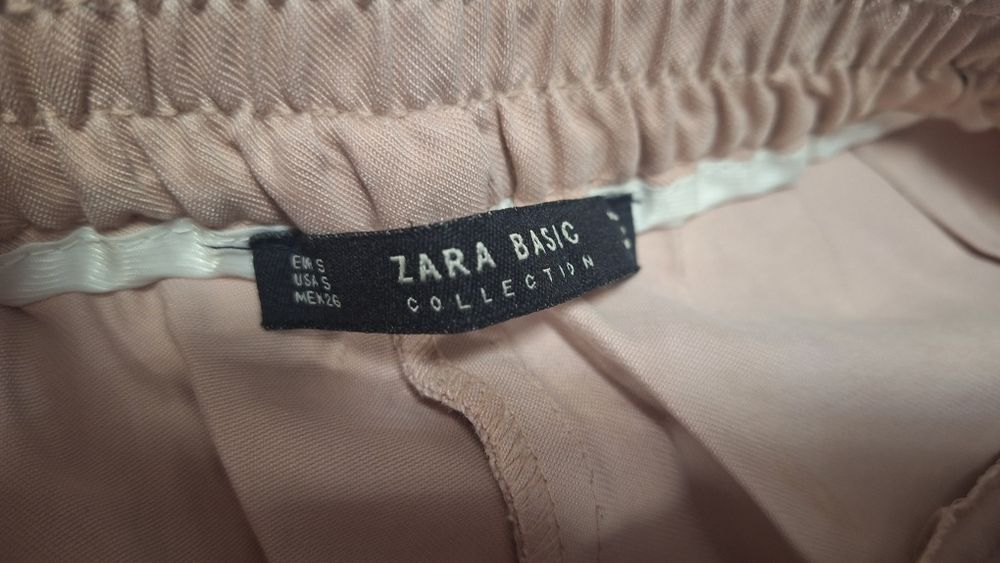 EUR S
USA S
MEX 26
ZARA BASIC
COLLECTION